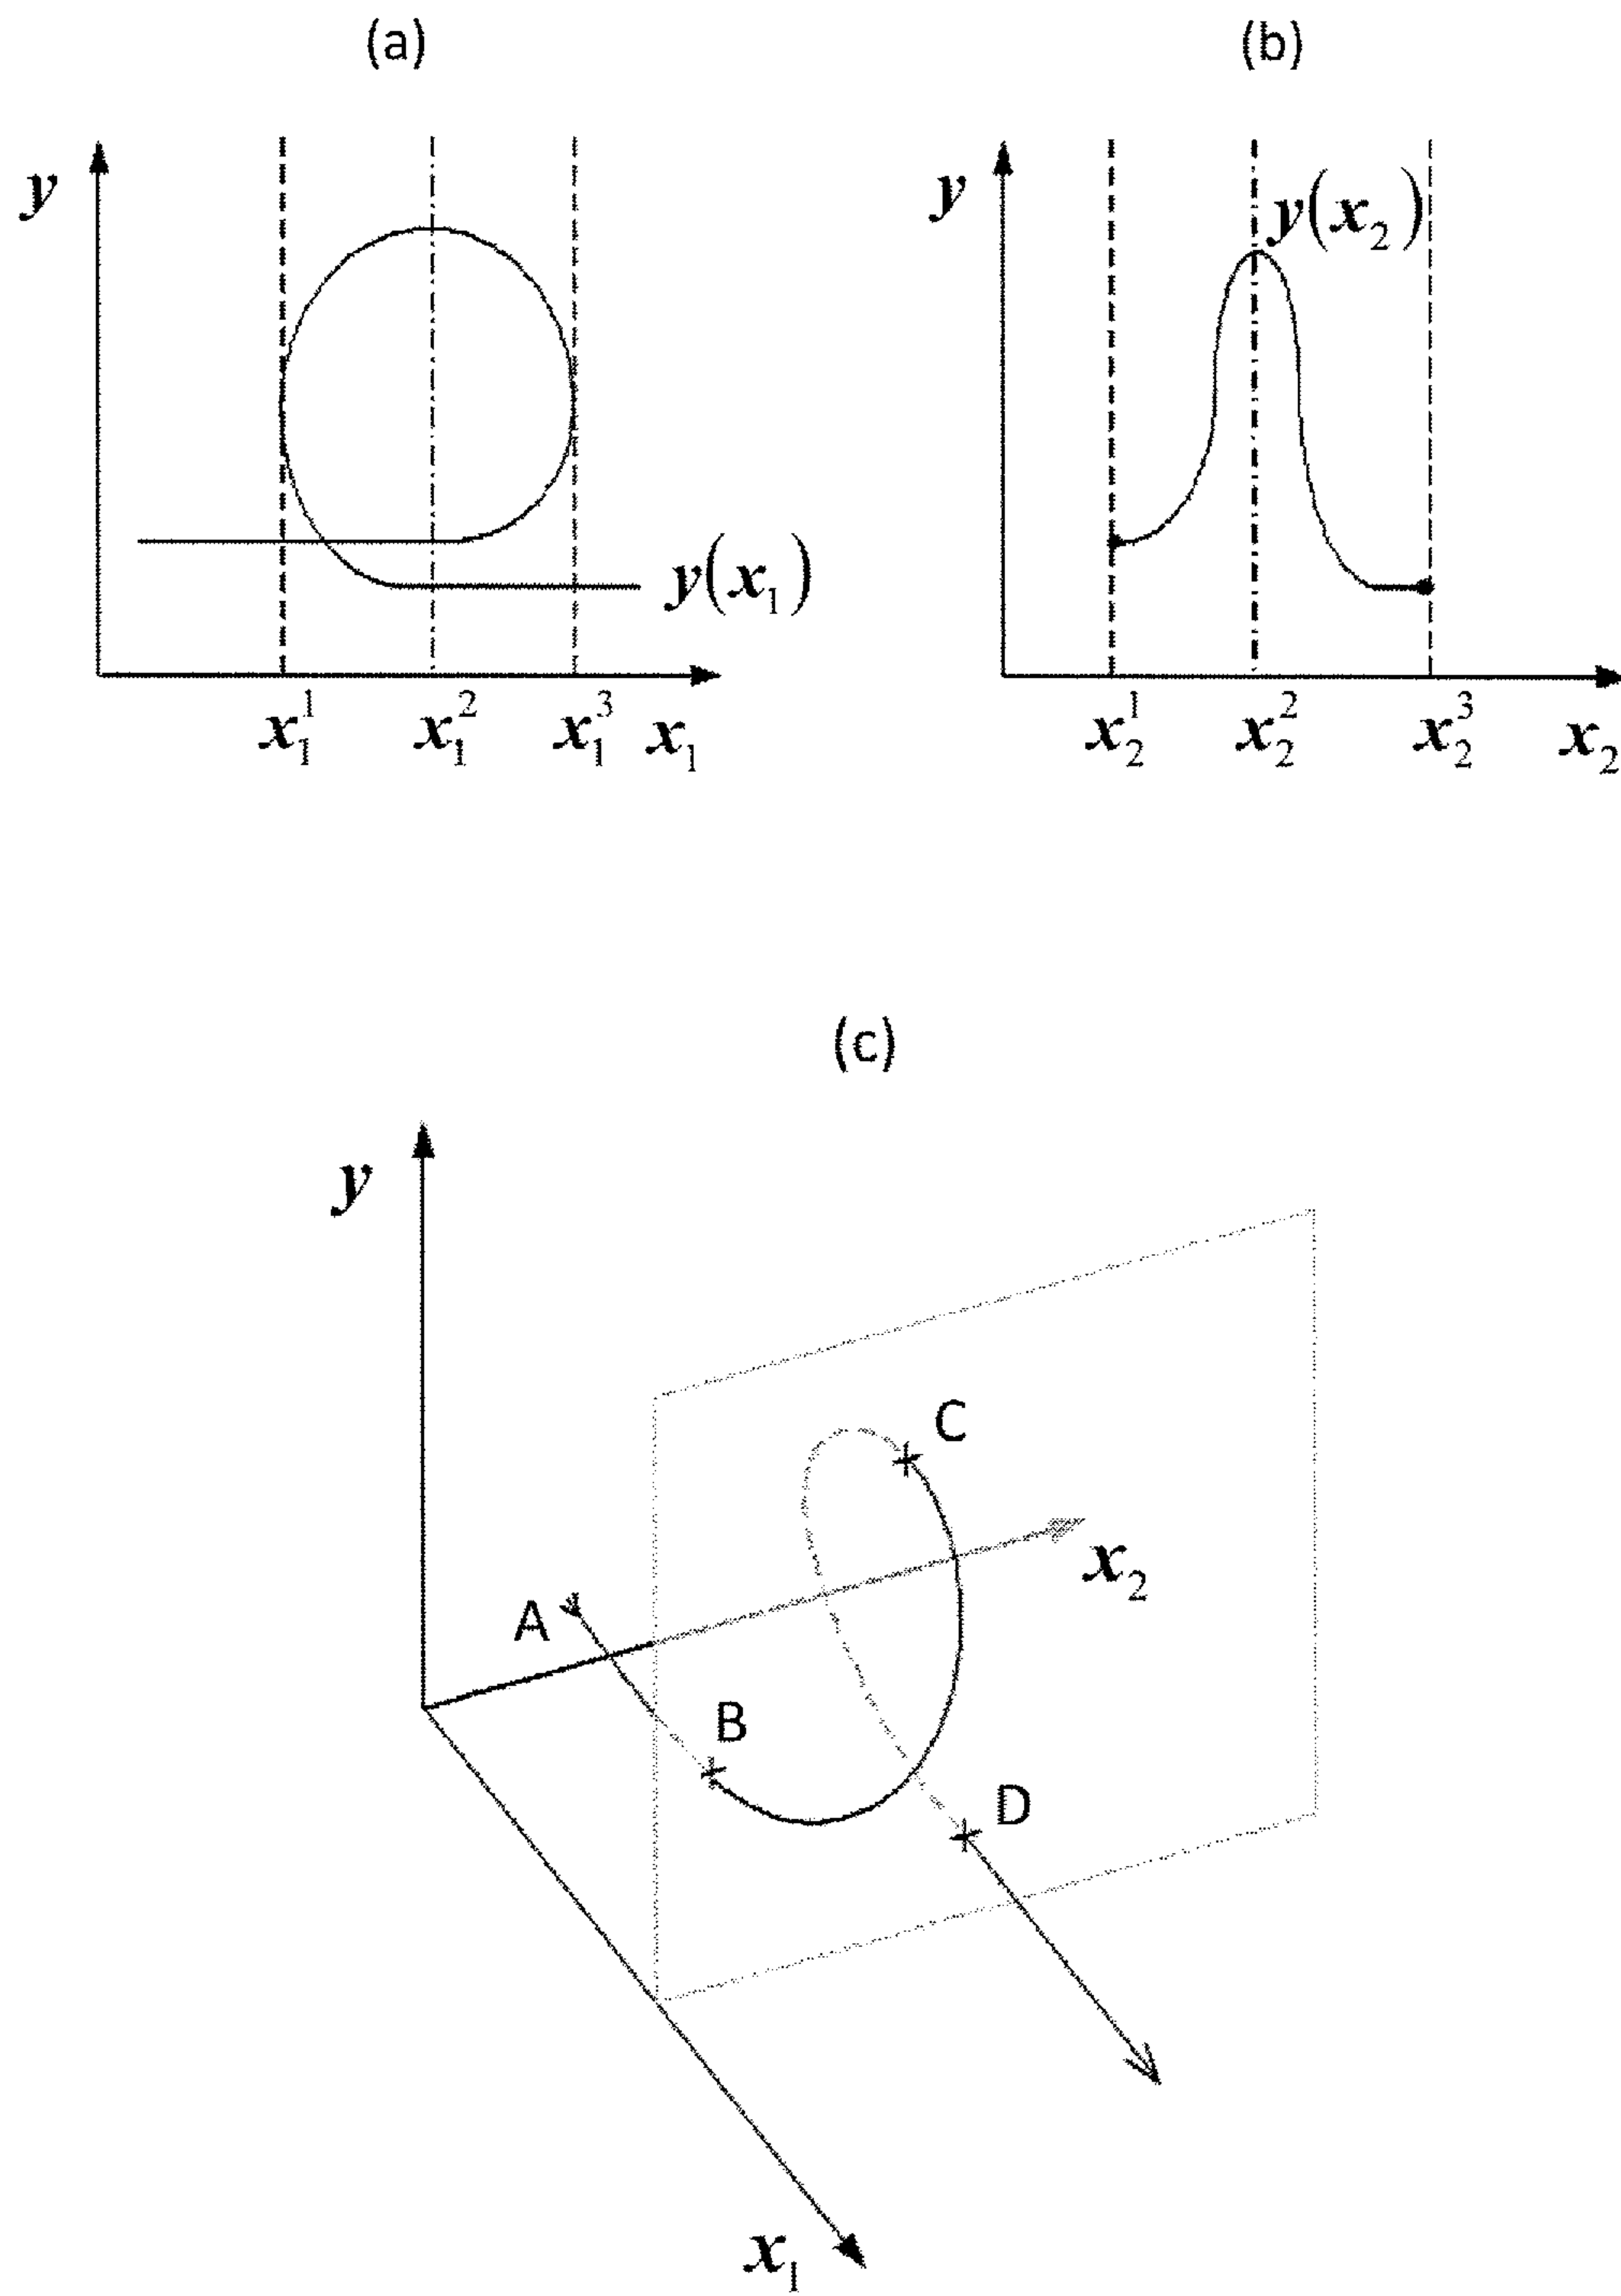 (a)
y
y(x₁)
x₁¹ x₁² x₁³ x₁
(b)
y
y(x₂)
x₂¹ x₂² x₂³ x₂
(c)
y
C
x₂
A
B
D
x₁